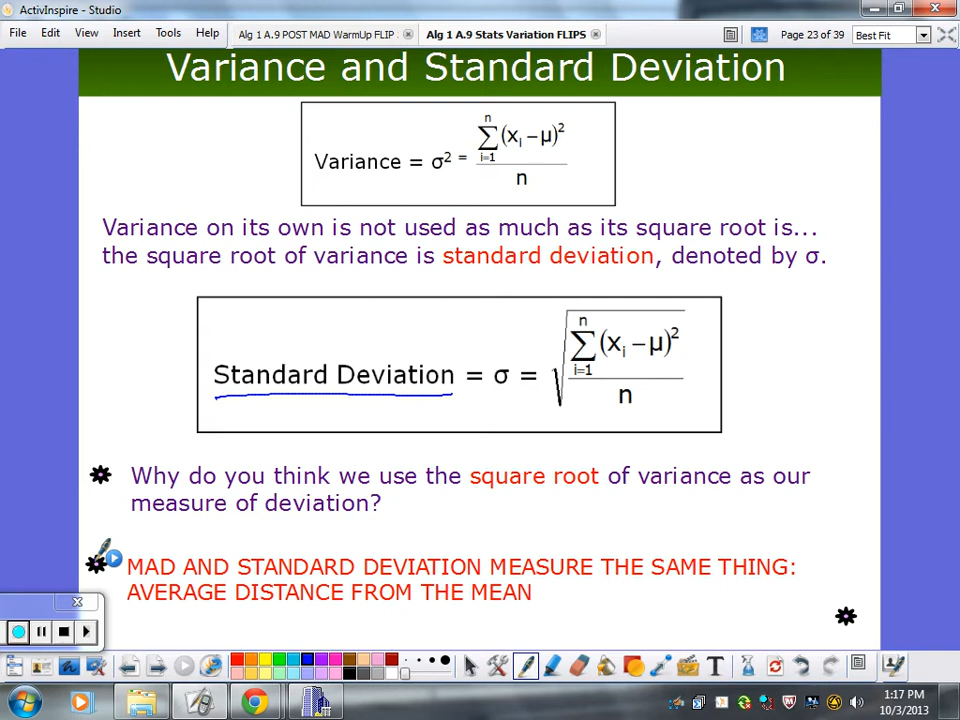 ActivInspire - Studio
File Edit View Insert Tools Help
Alg 1 A.9 POST MAD WarmUp FLIP
Alg 1 A.9 Stats Variation FLIPS
Page 23 of 39
Best Fit
Variance and Standard Deviation
Variance = σ² = n ∑ i=1 (xᵢ − μ)² / n
Variance on its own is not used as much as its square root is...
the square root of variance is standard deviation, denoted by σ.
Standard Deviation = σ = √ n ∑ i=1 (xᵢ − μ)² / n
Why do you think we use the square root of variance as our
measure of deviation?
MAD AND STANDARD DEVIATION MEASURE THE SAME THING:
AVERAGE DISTANCE FROM THE MEAN
1:17 PM
10/3/2013